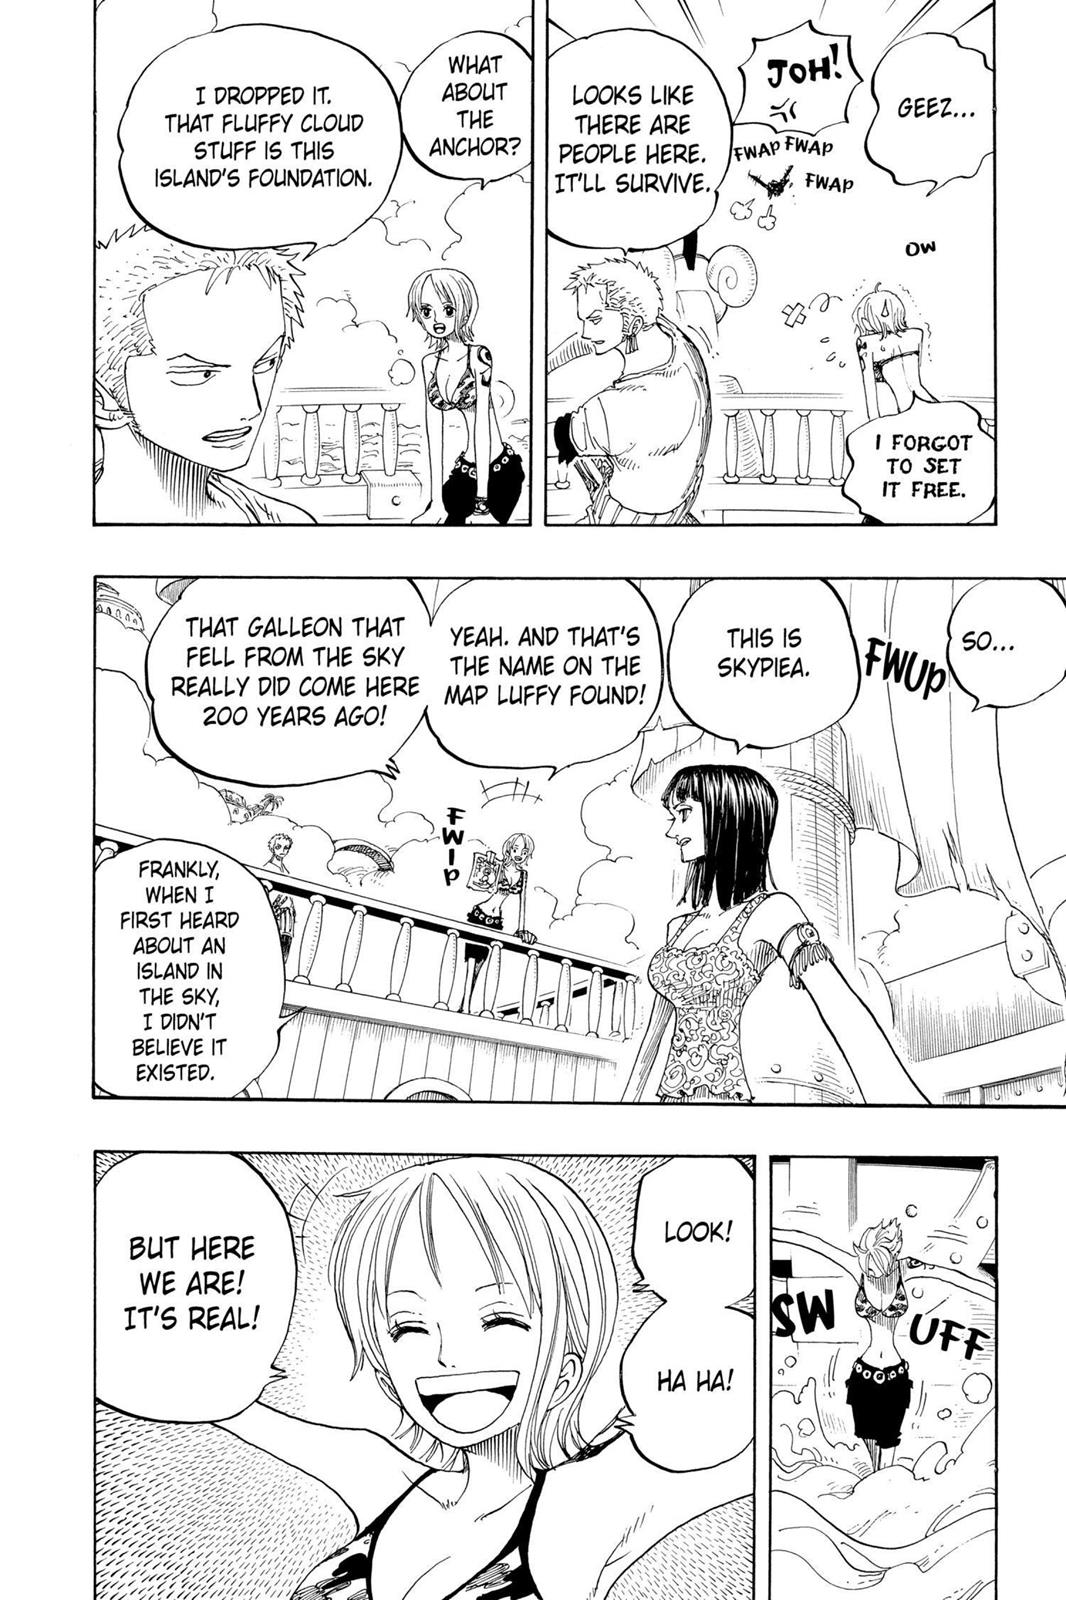 GEEZ...
JOH!
FWAP FWAP
FWAP
LOOKS LIKE
THERE ARE
PEOPLE HERE.
IT'LL SURVIVE.
OW
I FORGOT
TO SET
IT FREE.
WHAT
ABOUT
THE
ANCHOR?
I DROPPED IT.
THAT FLUFFY CLOUD
STUFF IS THIS
ISLAND'S FOUNDATION.
SO...
FWUP
THIS IS
SKYPIEA.
YEAH. AND THAT'S
THE NAME ON THE
MAP LUFFY FOUND!
FWIP
THAT GALLEON THAT
FELL FROM THE SKY
REALLY DID COME HERE
200 YEARS AGO!
FRANKLY,
WHEN I
FIRST HEARD
ABOUT AN
ISLAND IN
THE SKY,
I DIDN'T
BELIEVE IT
EXISTED.
SW
UFF
LOOK!
HA HA!
BUT HERE
WE ARE!
IT'S REAL!